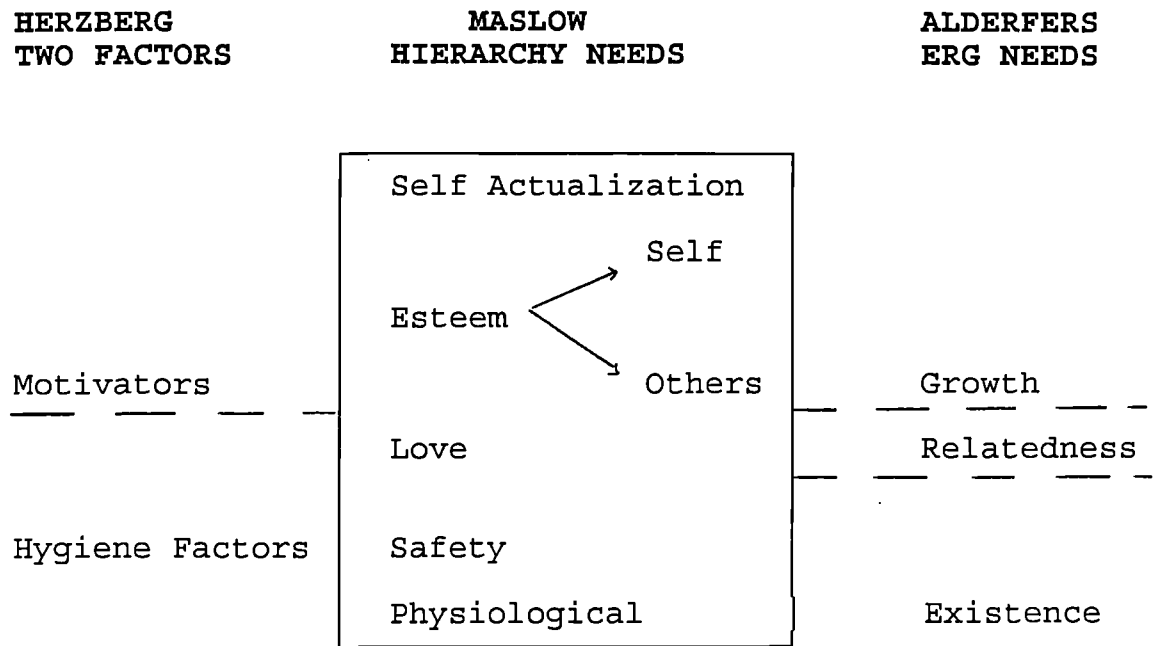 HERZBERG MASLOW ALDERFERS
TWO FACTORS HIERARCHY NEEDS ERG NEEDS
Self Actualization
Self
Esteem
Motivators Others Growth
Love Relatedness
Hygiene Factors Safety
Physiological Existence